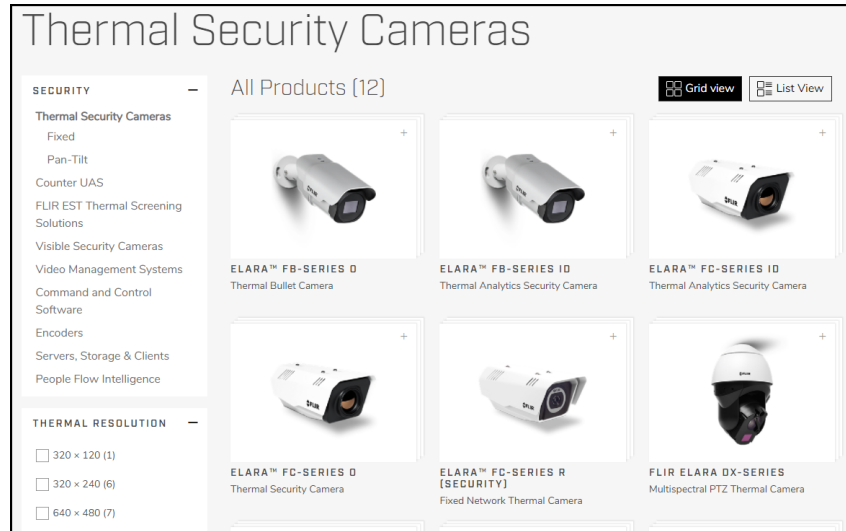 Thermal Security Cameras
SECURITY
Thermal Security Cameras
Fixed
Pan-Tilt
Counter UAS
FLIR EST Thermal Screening
Solutions
Visible Security Cameras
Video Management Systems
Command and Control
Software
Encoders
Servers, Storage & Clients
People Flow Intelligence
THERMAL RESOLUTION
320 × 120 (1)
320 × 240 (6)
640 × 480 (7)
All Products (12)
Grid view
List View
ELARA™ FB-SERIES O
Thermal Bullet Camera
ELARA™ FB-SERIES ID
Thermal Analytics Security Camera
ELARA™ FC-SERIES ID
Thermal Analytics Security Camera
ELARA™ FC-SERIES O
Thermal Security Camera
ELARA™ FC-SERIES R
(SECURITY)
Fixed Network Thermal Camera
FLIR ELARA DX-SERIES
Multispectral PTZ Thermal Camera